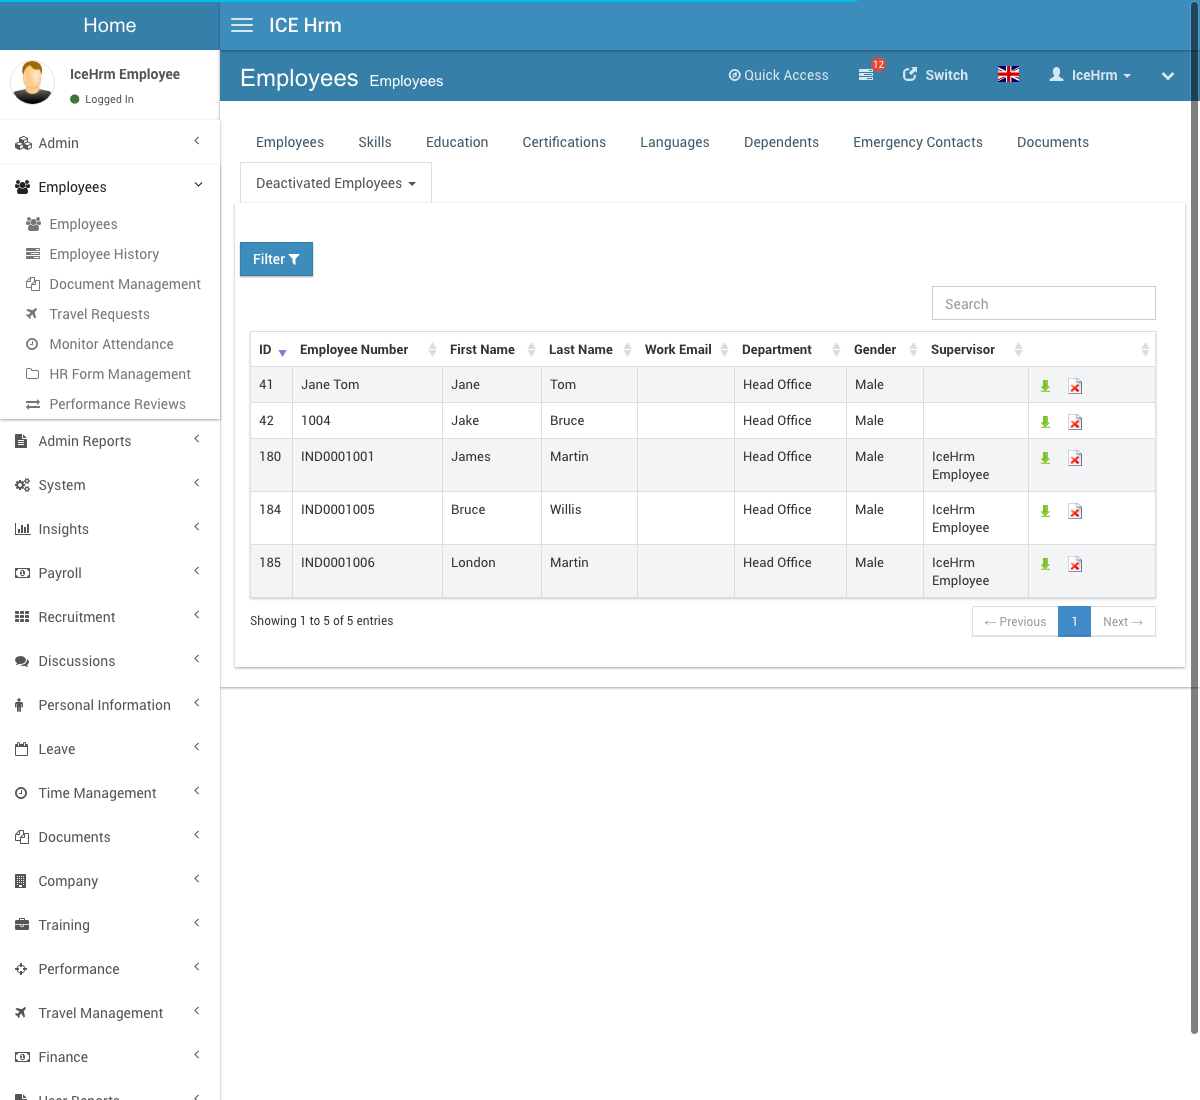 Home
ICE Hrm
IceHrm Employee
Logged In
Employees Employees
Quick Access
12
Switch
IceHrm
Admin
Employees
Employees
Employee History
Document Management
Travel Requests
Monitor Attendance
HR Form Management
Performance Reviews
Admin Reports
System
Insights
Payroll
Recruitment
Discussions
Personal Information
Leave
Time Management
Documents
Company
Training
Performance
Travel Management
Finance
User Reports
Employees Skills Education Certifications Languages Dependents Emergency Contacts Documents
Deactivated Employees
Filter
Search
ID Employee Number First Name Last Name Work Email Department Gender Supervisor
41 Jane Tom Jane Tom Head Office Male
42 1004 Jake Bruce Head Office Male
180 IND0001001 James Martin Head Office Male IceHrm
Employee
184 IND0001005 Bruce Willis Head Office Male IceHrm
Employee
185 IND0001006 London Martin Head Office Male IceHrm
Employee
Showing 1 to 5 of 5 entries
← Previous 1 Next →